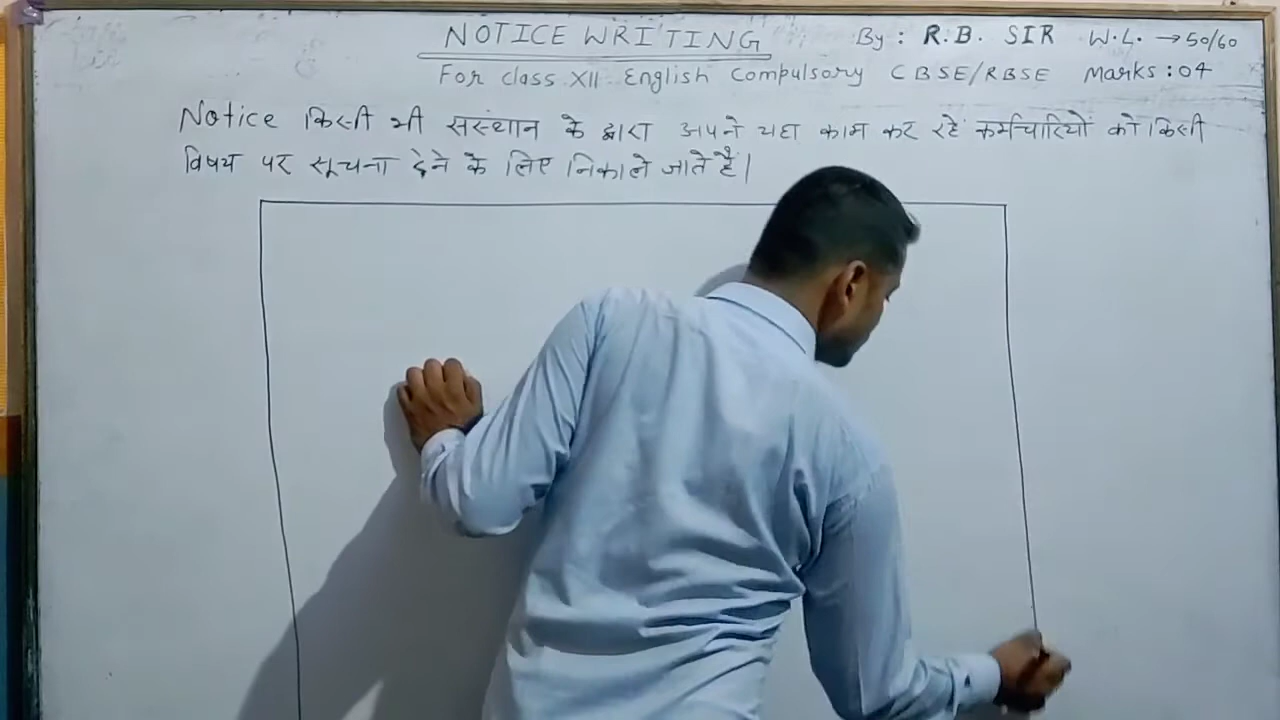 NOTICE WRITING By: R.B. SIR W.L. → 50/60
For class XII English Compulsory CBSE/RBSE Marks: 04
Notice किसी भी संस्थान के द्वारा अपने यहा काम कर रहे कर्मचारियों को किसी
विषय पर सूचना देने के लिए निकाले जाते है।